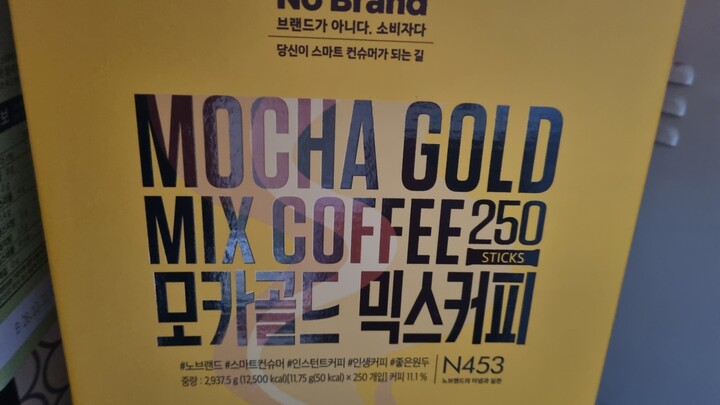 No Brand
브랜드가 아니다. 소비자다
당신이 스마트 컨슈머가 되는 길
MOCHA GOLD
MIX COFFEE 250
STICKS
모카골드 믹스커피
#노브랜드 #스마트컨슈머 #인스턴트커피 #인생커피 #좋은원두
중량 : 2,937.5 g (12,500 kcal)[11.75 g(50 kcal) × 250 개입] 커피 11.1 %
N453